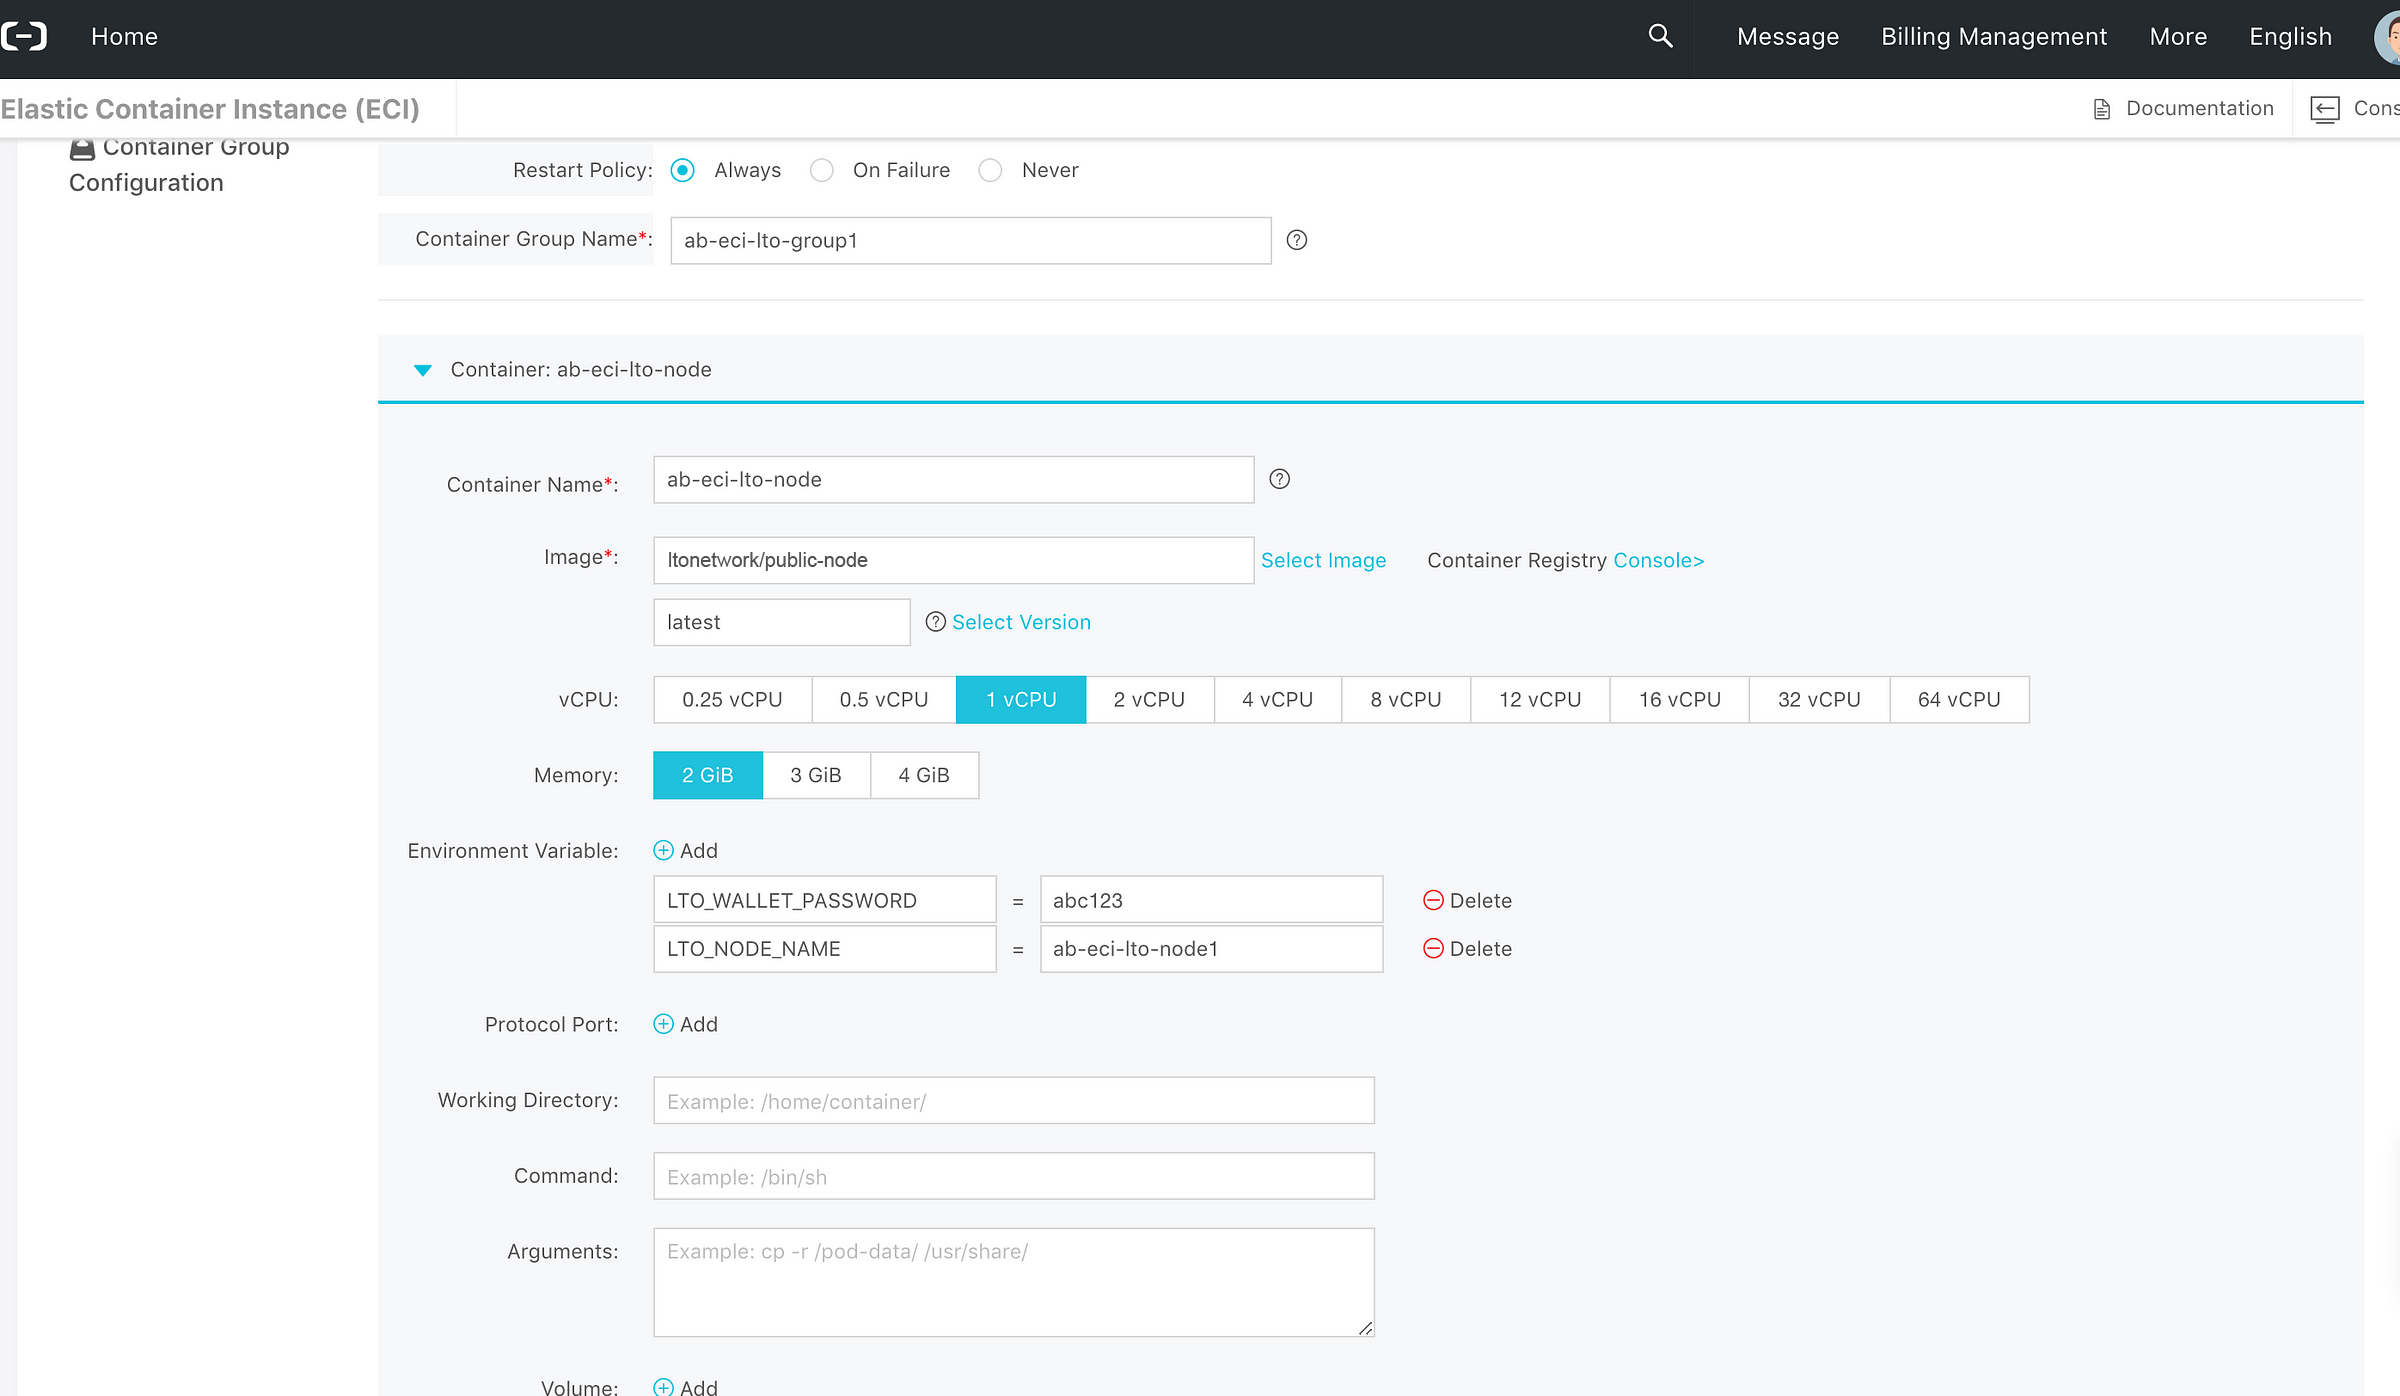 Home Message Billing Management More English
Elastic Container Instance (ECI) Documentation
Container Group
Configuration
Restart Policy: Always On Failure Never
Container Group Name*: ab-eci-lto-group1
Container: ab-eci-lto-node
Container Name*: ab-eci-lto-node
Image*: ltonetwork/public-node Select Image Container Registry Console>
latest Select Version
vCPU: 0.25 vCPU 0.5 vCPU 1 vCPU 2 vCPU 4 vCPU 8 vCPU 12 vCPU 16 vCPU 32 vCPU 64 vCPU
Memory: 2 GiB 3 GiB 4 GiB
Environment Variable: Add
LTO_WALLET_PASSWORD = abc123 Delete
LTO_NODE_NAME = ab-eci-lto-node1 Delete
Protocol Port: Add
Working Directory: Example: /home/container/
Command: Example: /bin/sh
Arguments: Example: cp -r /pod-data/ /usr/share/
Volume: Add